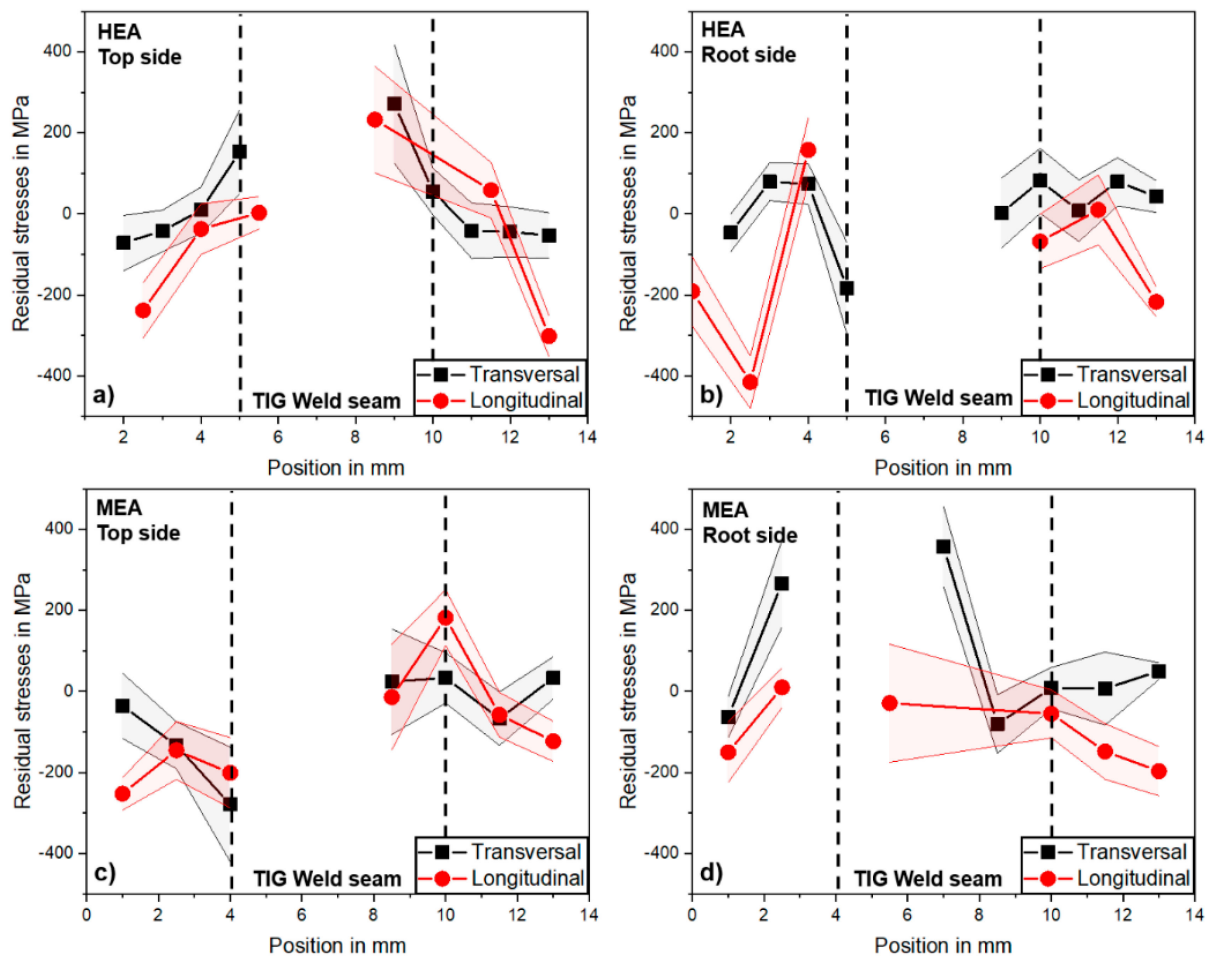 HEA
Top side
400
200
0
-200
-400
Residual stresses in MPa
a)
TIG Weld seam
Transversal
Longitudinal
2 4 6 8 10 12 14
Position in mm
HEA
Root side
400
200
0
-200
-400
Residual stresses in MPa
b)
TIG Weld seam
Transversal
Longitudinal
2 4 6 8 10 12 14
Position in mm
MEA
Top side
400
200
0
-200
-400
Residual stresses in MPa
c)
TIG Weld seam
Transversal
Longitudinal
0 2 4 6 8 10 12 14
Position in mm
MEA
Root side
400
200
0
-200
-400
Residual stresses in MPa
d)
TIG Weld seam
Transversal
Longitudinal
0 2 4 6 8 10 12 14
Position in mm